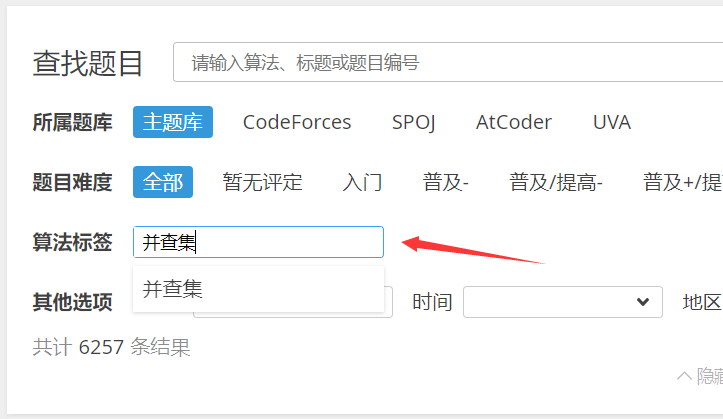 查找题目 请输入算法、标题或题目编号
所属题库 主题库 CodeForces SPOJ AtCoder UVA
题目难度 全部 暂无评定 入门 普及- 普及/提高- 普及+/提
算法标签 并查集
并查集
其他选项 时间 地区
共计 6257 条结果
隐藏